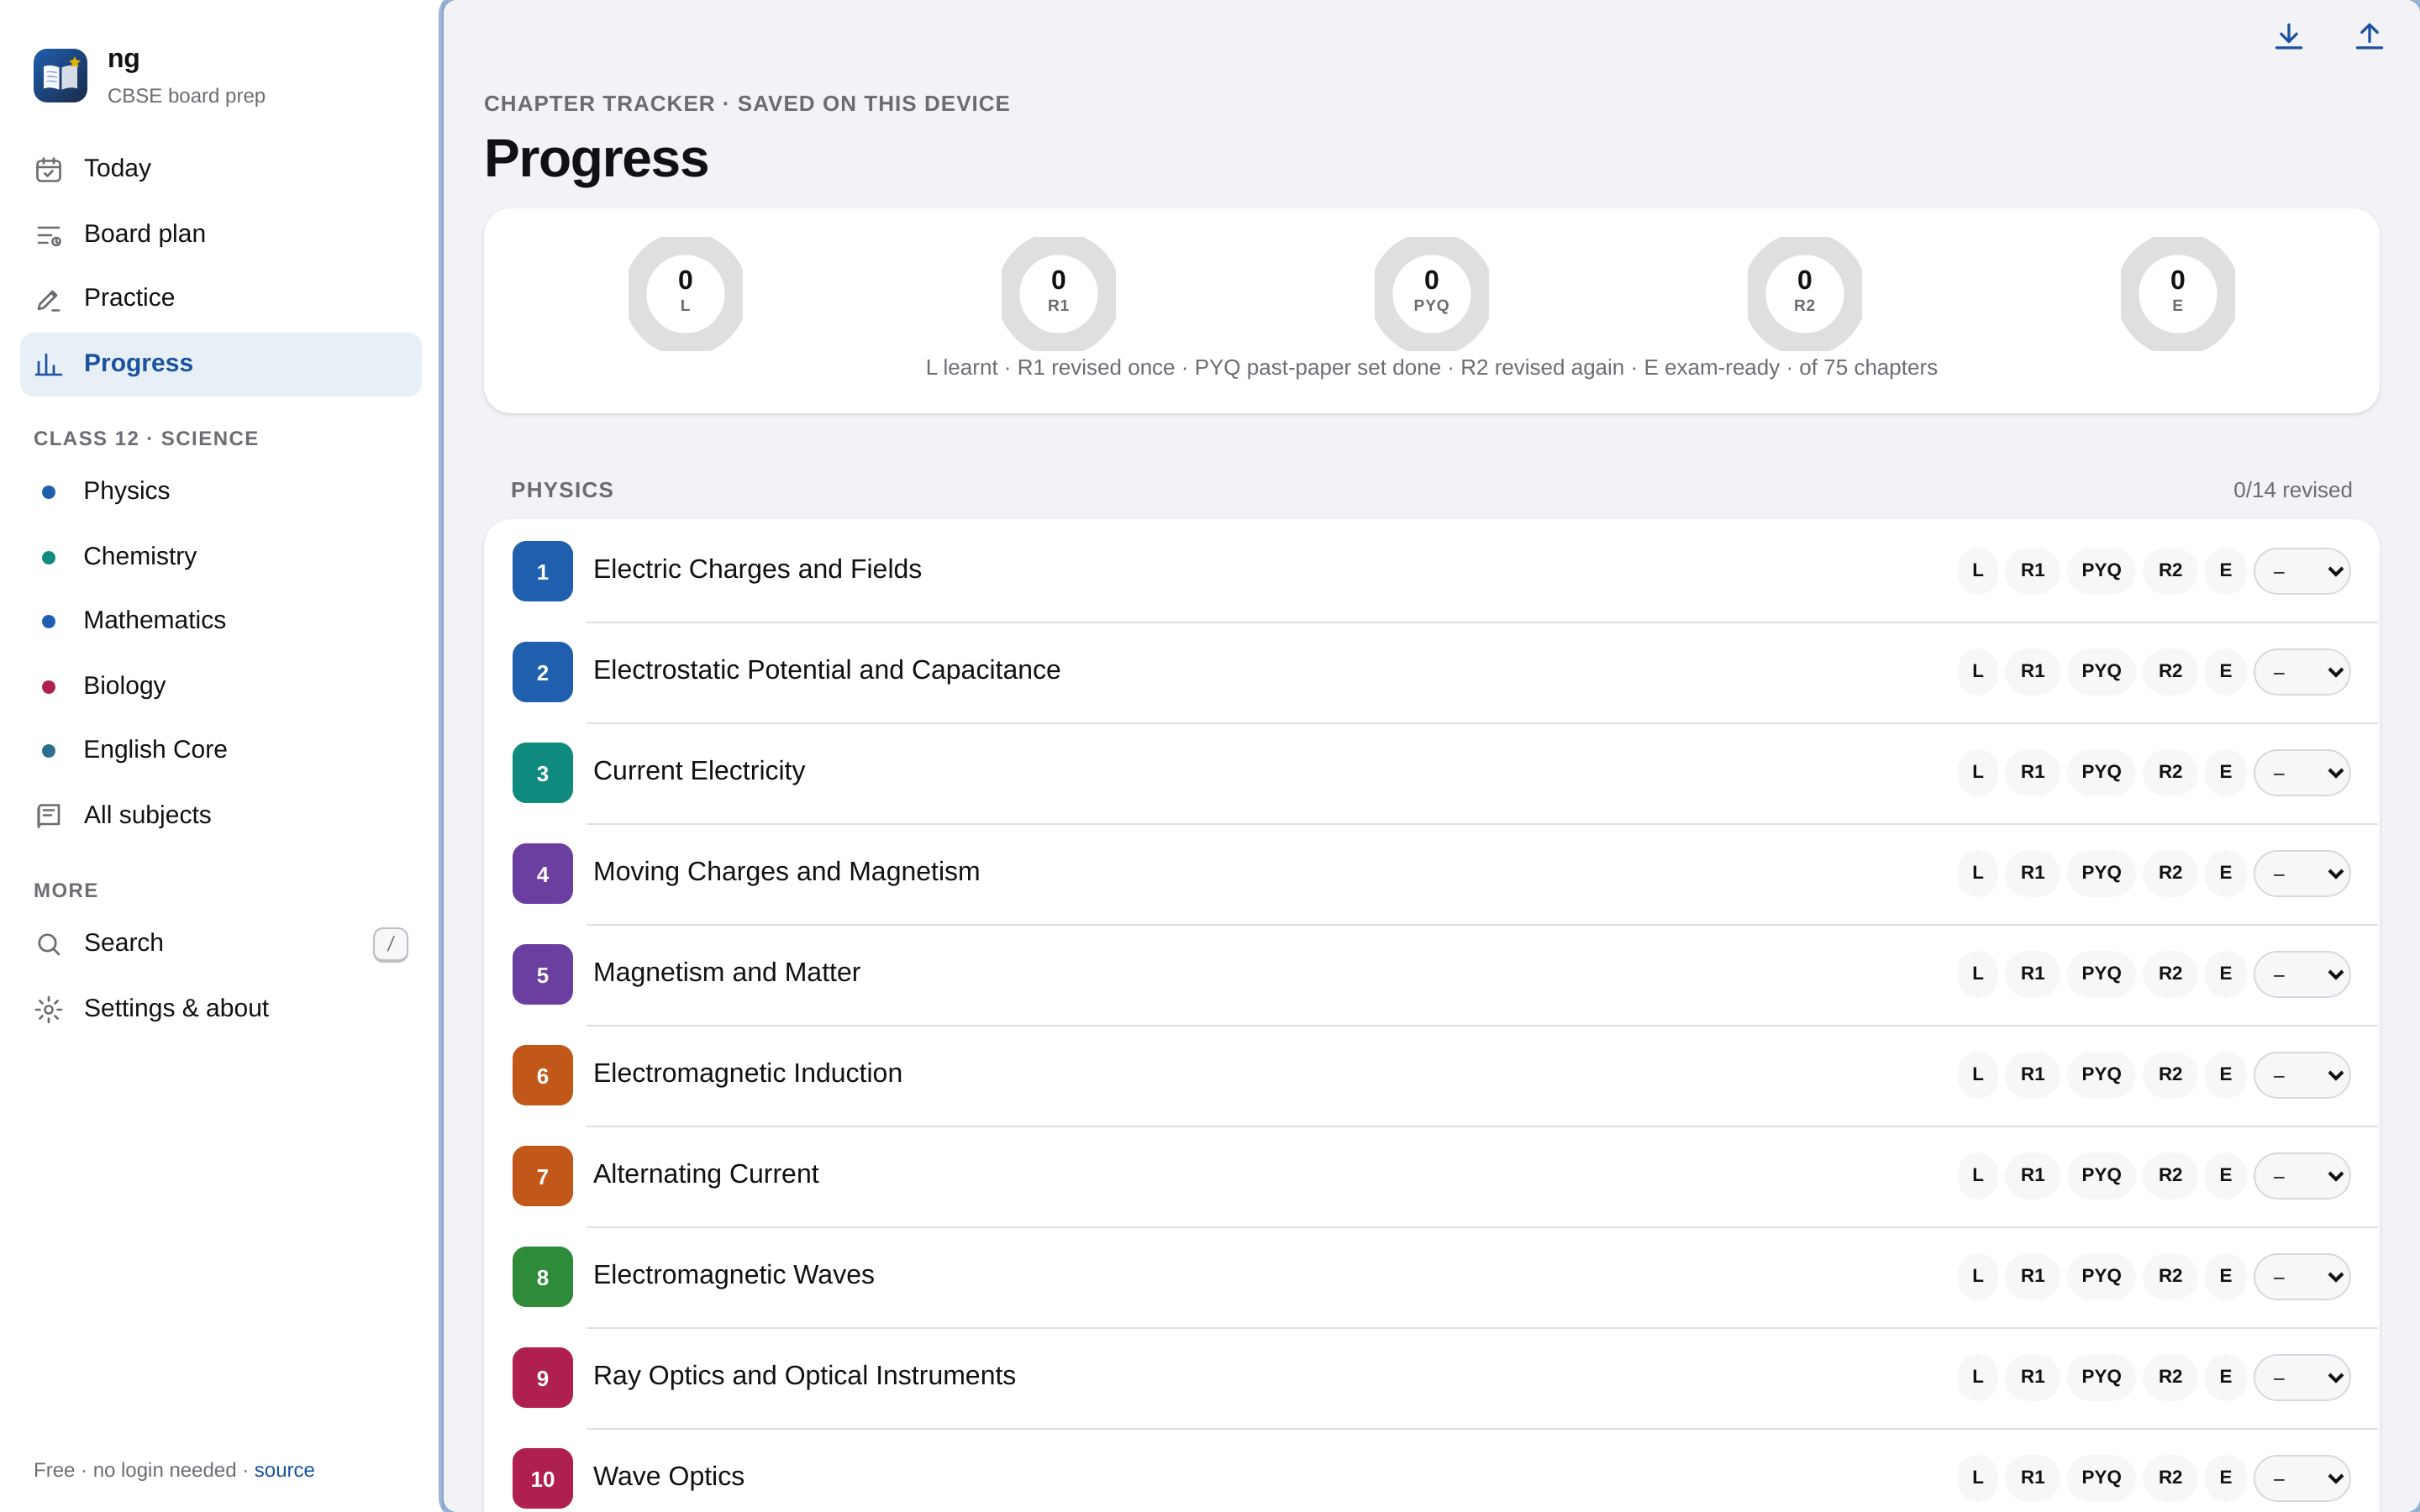 ng
CBSE board prep
Today
Board plan
Practice
Progress
CLASS 12 · SCIENCE
Physics
Chemistry
Mathematics
Biology
English Core
All subjects
MORE
Search /
Settings & about
Free · no login needed · source
CHAPTER TRACKER · SAVED ON THIS DEVICE
Progress
0 0 0 0 0
L R1 PYQ R2 E
L learnt · R1 revised once · PYQ past-paper set done · R2 revised again · E exam-ready · of 75 chapters
PHYSICS 0/14 revised
1 Electric Charges and Fields L R1 PYQ R2 E –
2 Electrostatic Potential and Capacitance L R1 PYQ R2 E –
3 Current Electricity L R1 PYQ R2 E –
4 Moving Charges and Magnetism L R1 PYQ R2 E –
5 Magnetism and Matter L R1 PYQ R2 E –
6 Electromagnetic Induction L R1 PYQ R2 E –
7 Alternating Current L R1 PYQ R2 E –
8 Electromagnetic Waves L R1 PYQ R2 E –
9 Ray Optics and Optical Instruments L R1 PYQ R2 E –
10 Wave Optics L R1 PYQ R2 E –